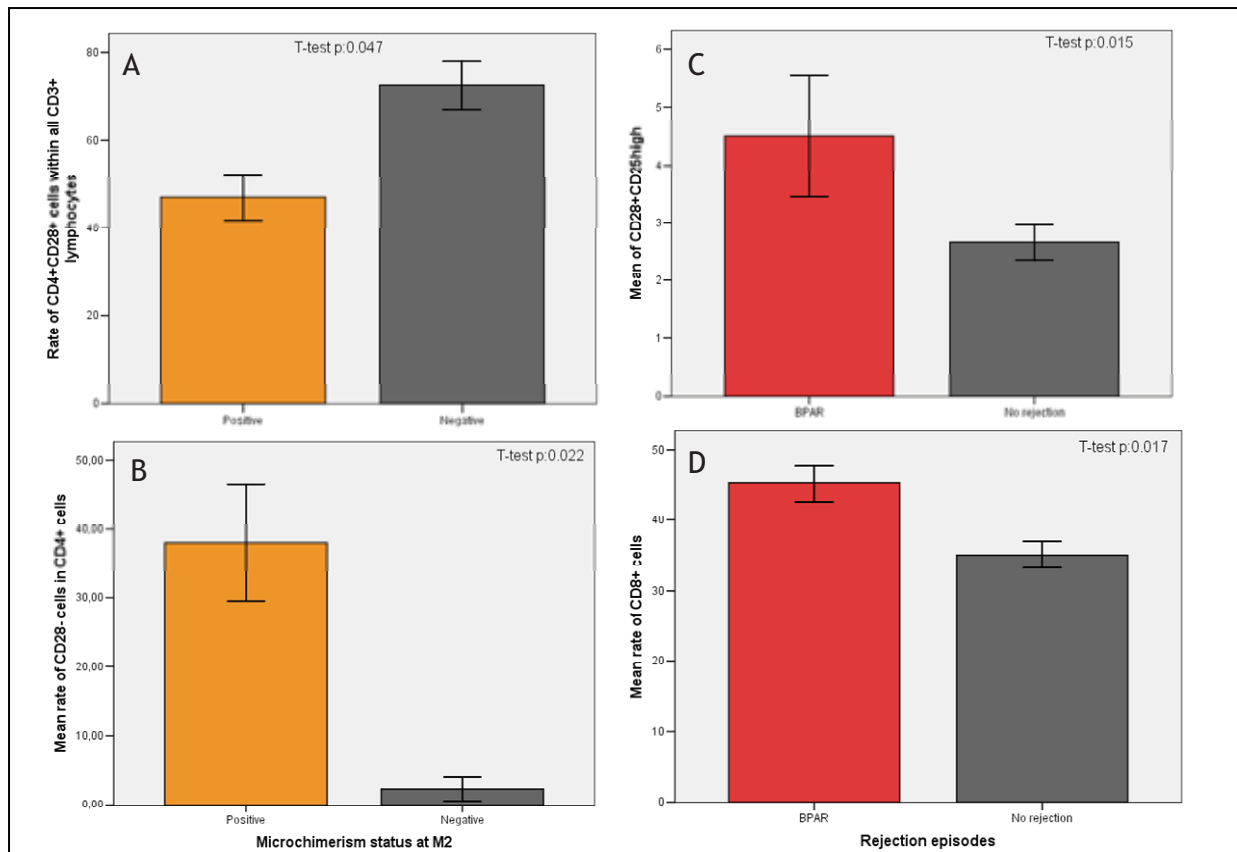 A
T-test p:0.047
Rate of CD4+CD28+ cells within all CD3+
lymphocytes
80
60
40
20
0
Positive
Negative
B
T-test p:0.022
Mean rate of CD28- cells in CD4+ cells
50,00
40,00
30,00
20,00
10,00
0,00
Positive
Negative
Microchimerism status at M2
C
T-test p:0.015
Mean of CD28+CD25high
6
5
4
3
2
1
0
BPAR
No rejection
D
T-test p:0.017
Mean rate of CD8+ cells
50
40
30
20
10
0
BPAR
No rejection
Rejection episodes